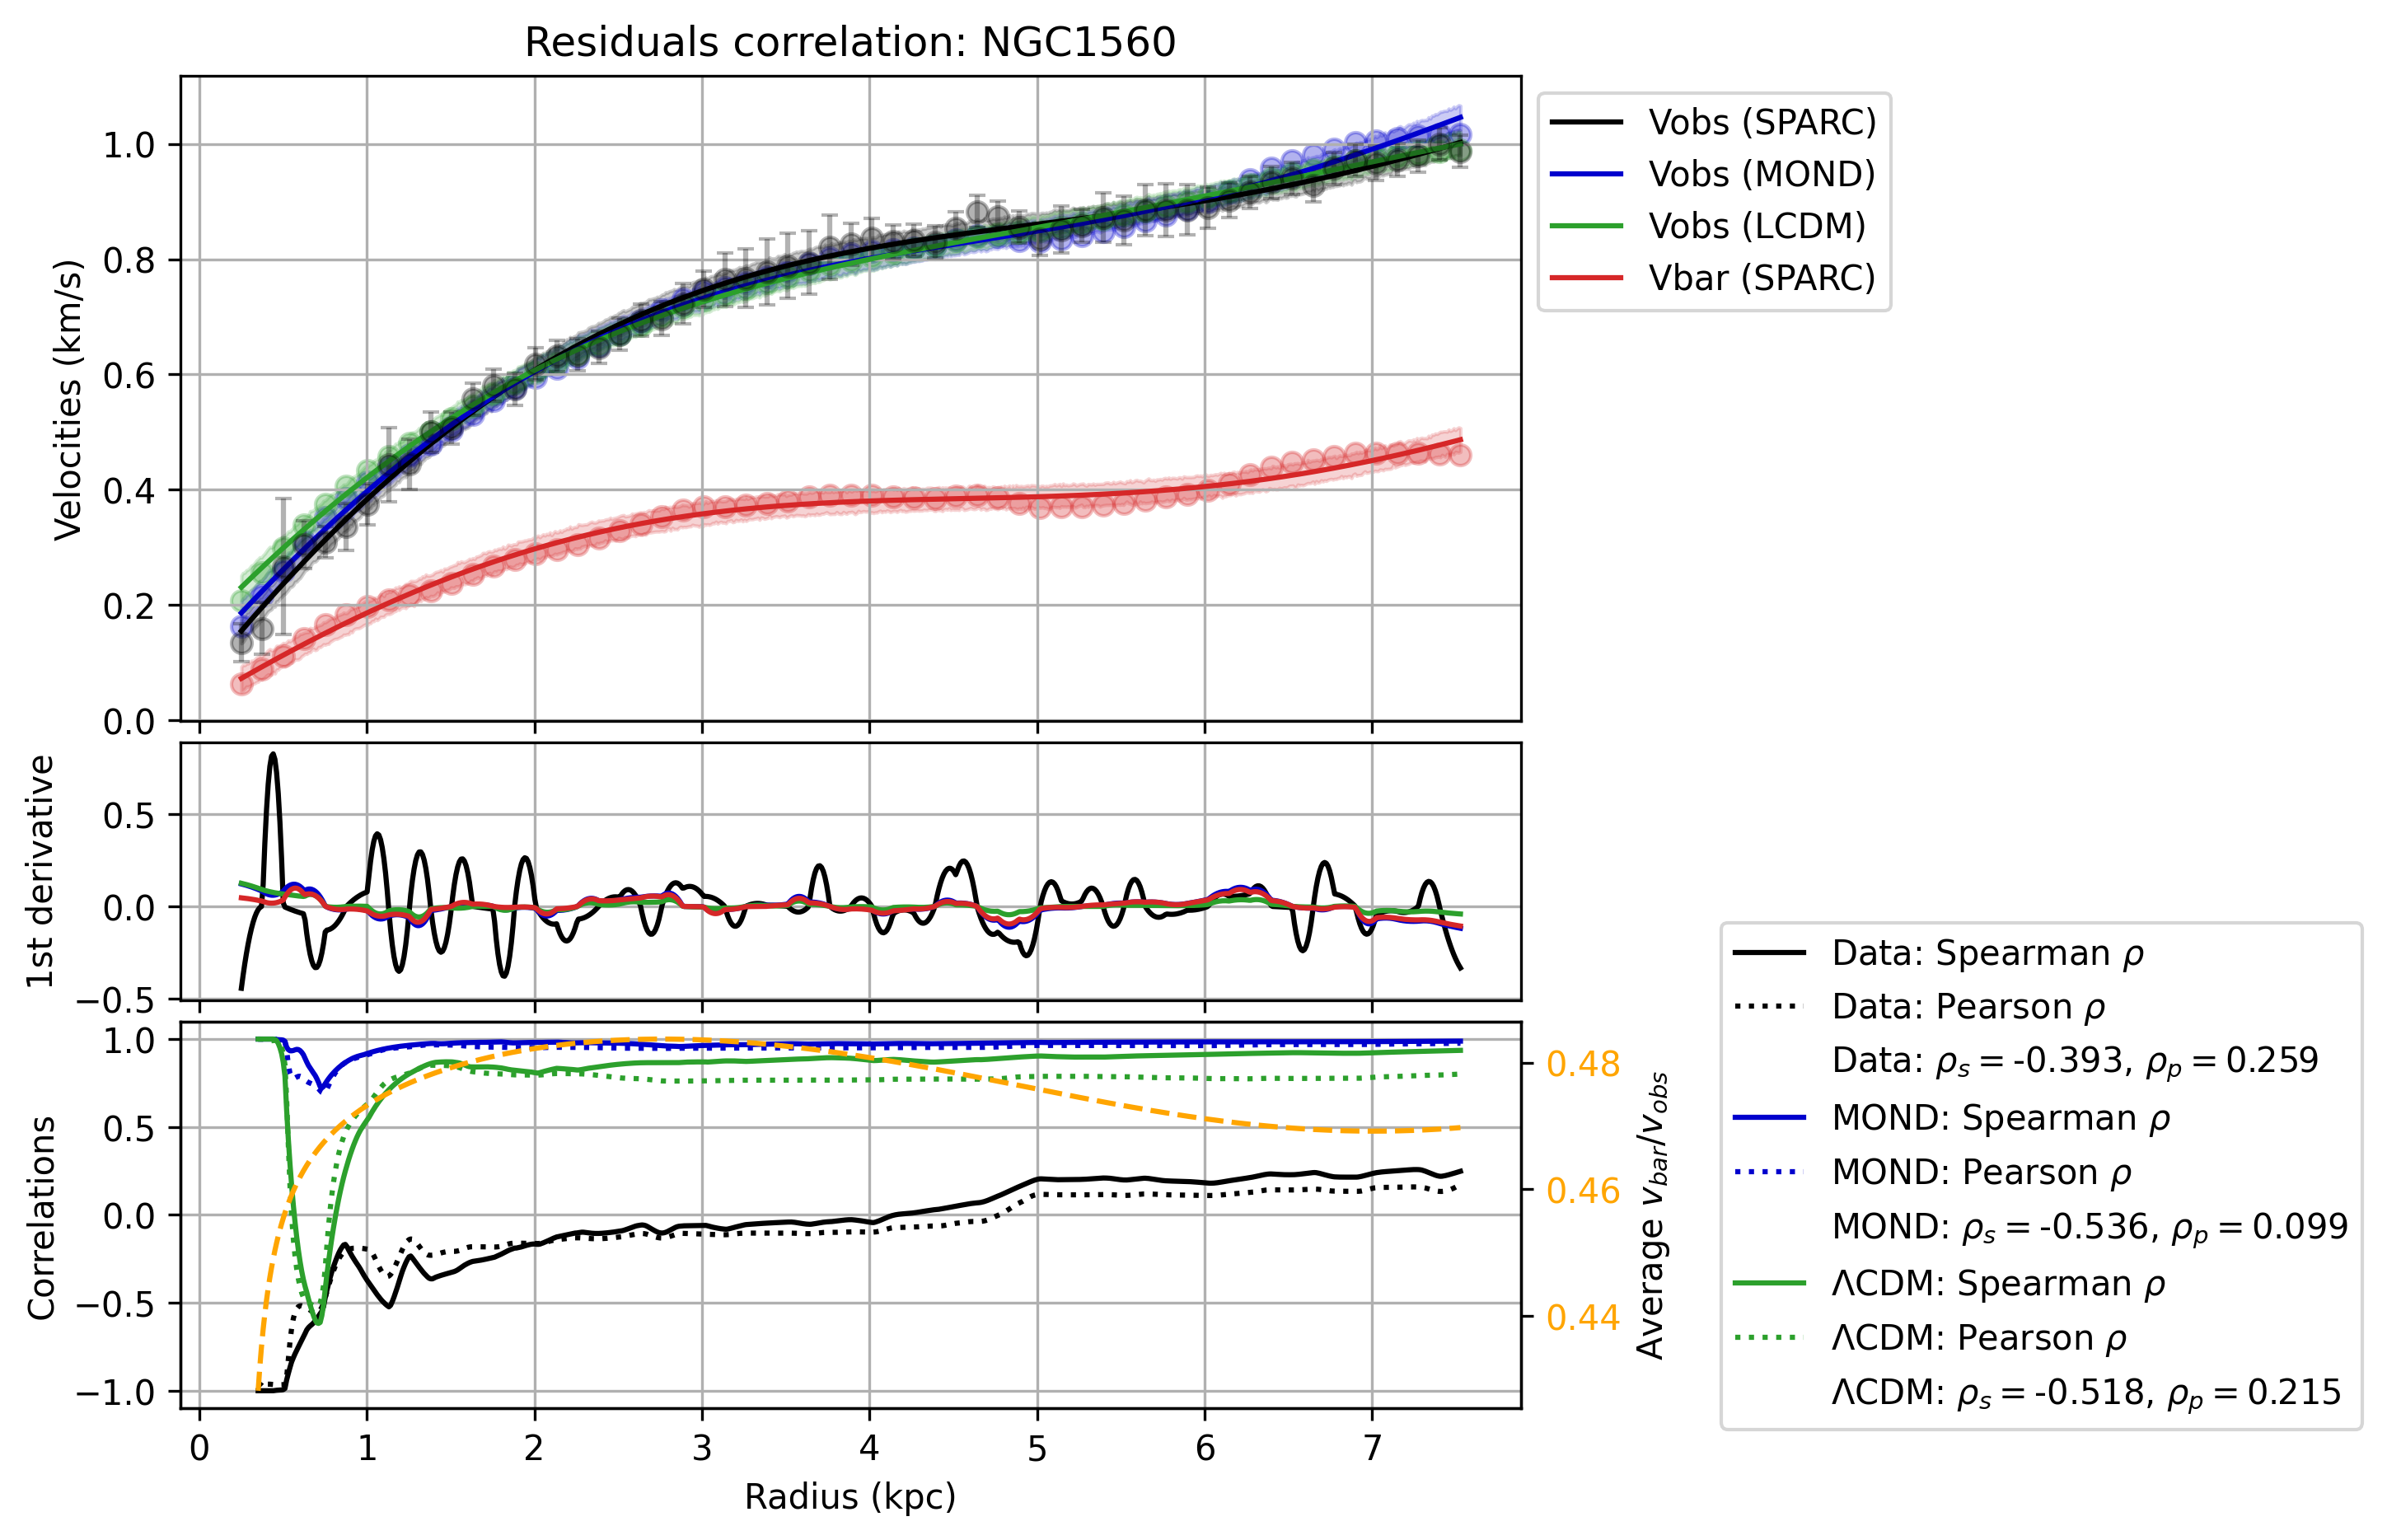 Residuals correlation: NGC1560
Velocities (km/s)
1.0
0.8
0.6
0.4
0.2
0.0
Vobs (SPARC)
Vobs (MOND)
Vobs (LCDM)
Vbar (SPARC)
1st derivative
0.5
0.0
−0.5
Correlations
1.0
0.5
0.0
−0.5
−1.0
0.48
0.46
0.44
Average v_bar/v_obs
0 1 2 3 4 5 6 7
Radius (kpc)
Data: Spearman ρ
Data: Pearson ρ
Data: ρ_s = -0.393, ρ_p = 0.259
MOND: Spearman ρ
MOND: Pearson ρ
MOND: ρ_s = -0.536, ρ_p = 0.099
ΛCDM: Spearman ρ
ΛCDM: Pearson ρ
ΛCDM: ρ_s = -0.518, ρ_p = 0.215